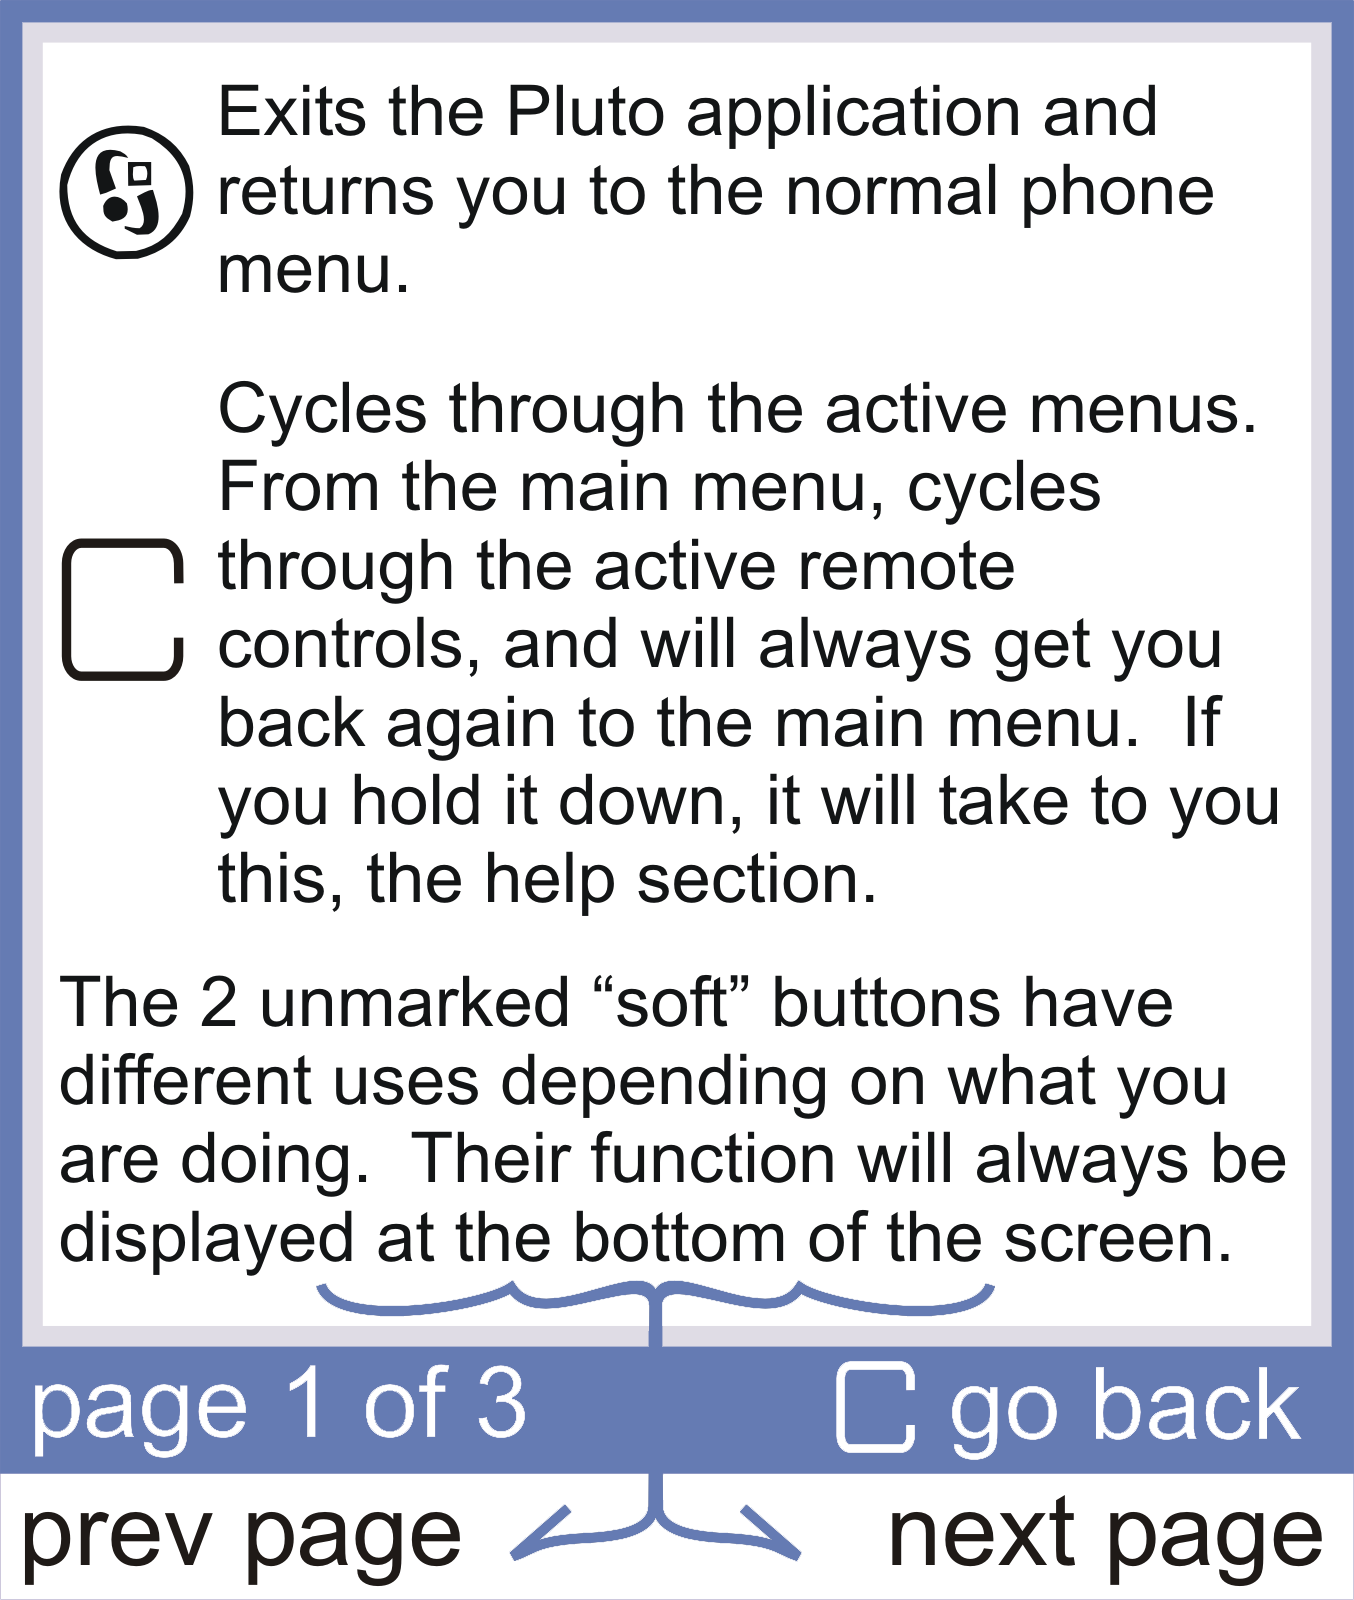 Exits the Pluto application and
returns you to the normal phone
menu.
Cycles through the active menus.
From the main menu, cycles
through the active remote
controls, and will always get you
back again to the main menu.  If
you hold it down, it will take to you
this, the help section.
The 2 unmarked “soft” buttons have
different uses depending on what you
are doing.  Their function will always be
displayed at the bottom of the screen.
page 1 of 3
C go back
prev page
next page